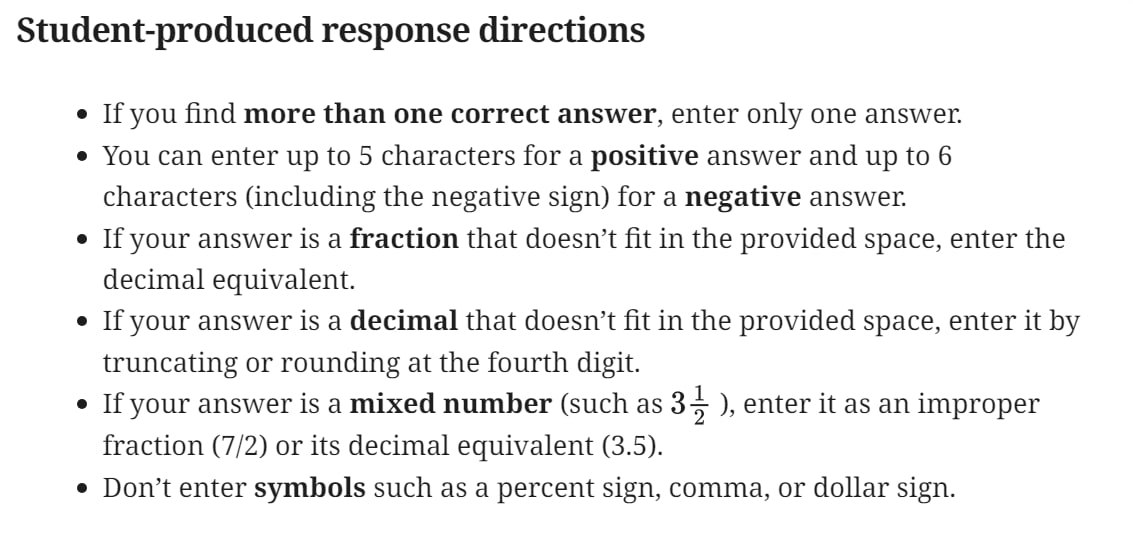 Student-produced response directions
• If you find more than one correct answer, enter only one answer.
• You can enter up to 5 characters for a positive answer and up to 6
characters (including the negative sign) for a negative answer.
• If your answer is a fraction that doesn’t fit in the provided space, enter the
decimal equivalent.
• If your answer is a decimal that doesn’t fit in the provided space, enter it by
truncating or rounding at the fourth digit.
• If your answer is a mixed number (such as 3 1/2 ), enter it as an improper
fraction (7/2) or its decimal equivalent (3.5).
• Don’t enter symbols such as a percent sign, comma, or dollar sign.